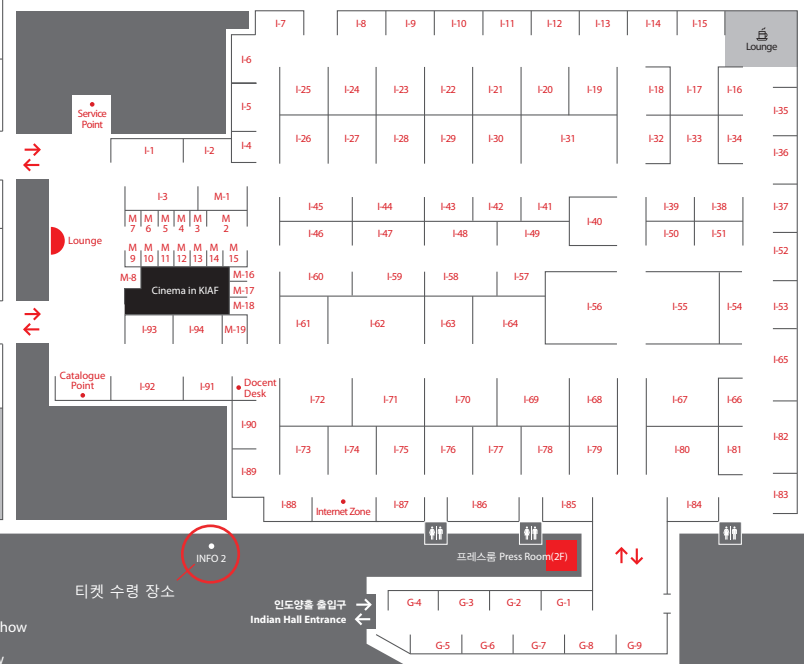 I-7
I-8
I-9
I-10
I-11
I-12
I-13
I-14
I-15
Lounge
I-6
I-25
I-24
I-23
I-22
I-21
I-20
I-19
I-18
I-17
I-16
Service
Point
I-5
I-35
I-26
I-27
I-28
I-29
I-30
I-31
I-32
I-33
I-34
I-1
I-2
I-4
I-36
I-3
M-1
I-45
I-44
I-43
I-42
I-41
I-40
I-39
I-38
I-37
M
7
M
6
M
5
M
4
M
3
M
2
I-46
I-47
I-48
I-49
I-50
I-51
Lounge
I-52
M
9
M
10
M
11
M
12
M
13
M
14
M
15
M-8
Cinema in KIAF
M-16
M-17
M-18
I-60
I-59
I-58
I-57
I-56
I-55
I-54
I-53
I-93
I-94
M-19
I-61
I-62
I-63
I-64
I-65
Catalogue
Point
I-92
I-91
Docent
Desk
I-72
I-71
I-70
I-69
I-68
I-67
I-66
I-90
I-73
I-74
I-75
I-76
I-77
I-78
I-79
I-80
I-81
I-82
I-89
I-88
Internet Zone
I-87
I-86
I-85
I-84
I-83
INFO 2
프레스룸 Press Room(2F)
티켓 수령 장소
인도양홀 출입구
Indian Hall Entrance
G-4
G-3
G-2
G-1
G-5
G-6
G-7
G-8
G-9
how